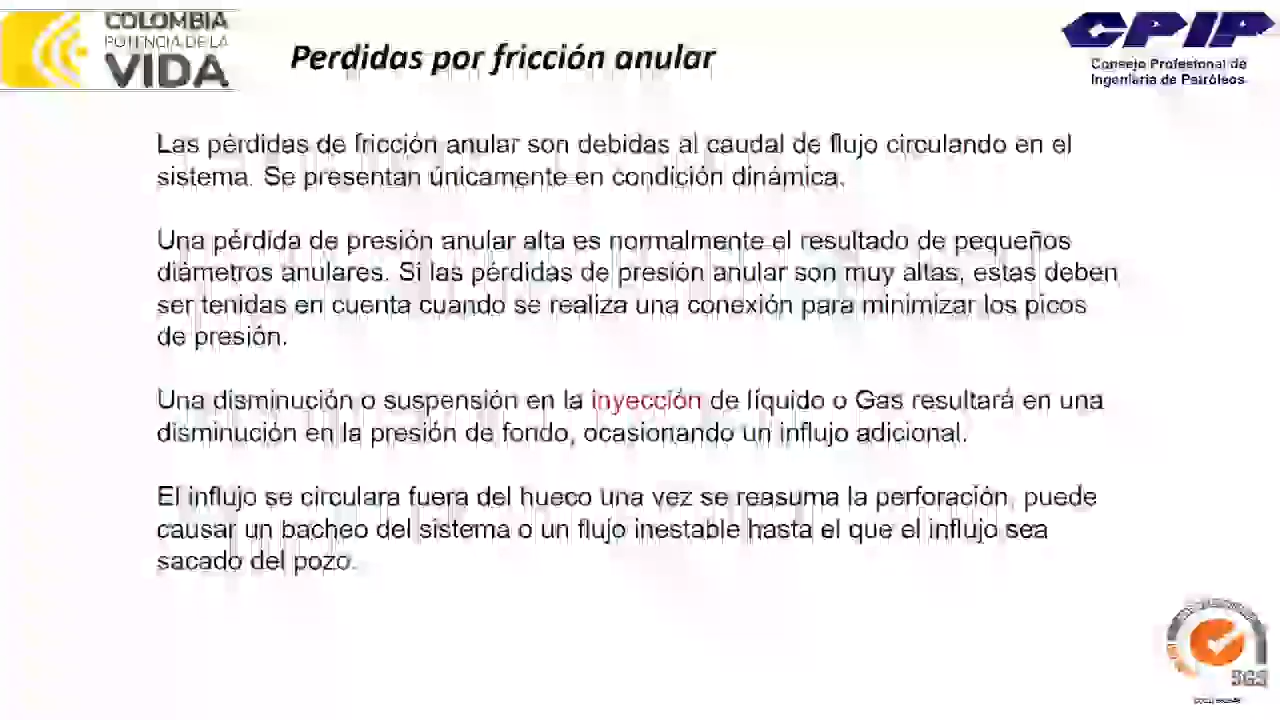 COLOMBIA
POTENCIA DE LA
VIDA
Perdidas por fricción anular
CPIP
Consejo Profesional de
Ingeniería de Petróleos
Las pérdidas de fricción anular son debidas al caudal de flujo circulando en el
sistema. Se presentan únicamente en condición dinámica.
Una pérdida de presión anular alta es normalmente el resultado de pequeños
diámetros anulares. Si las pérdidas de presión anular son muy altas, estas deben
ser tenidas en cuenta cuando se realiza una conexión para minimizar los picos
de presión.
Una disminución o suspensión en la inyección de líquido o Gas resultará en una
disminución en la presión de fondo, ocasionando un influjo adicional.
El influjo se circulara fuera del hueco una vez se reasuma la perforación, puede
causar un bacheo del sistema o un flujo inestable hasta el que el influjo sea
sacado del pozo.
SGS